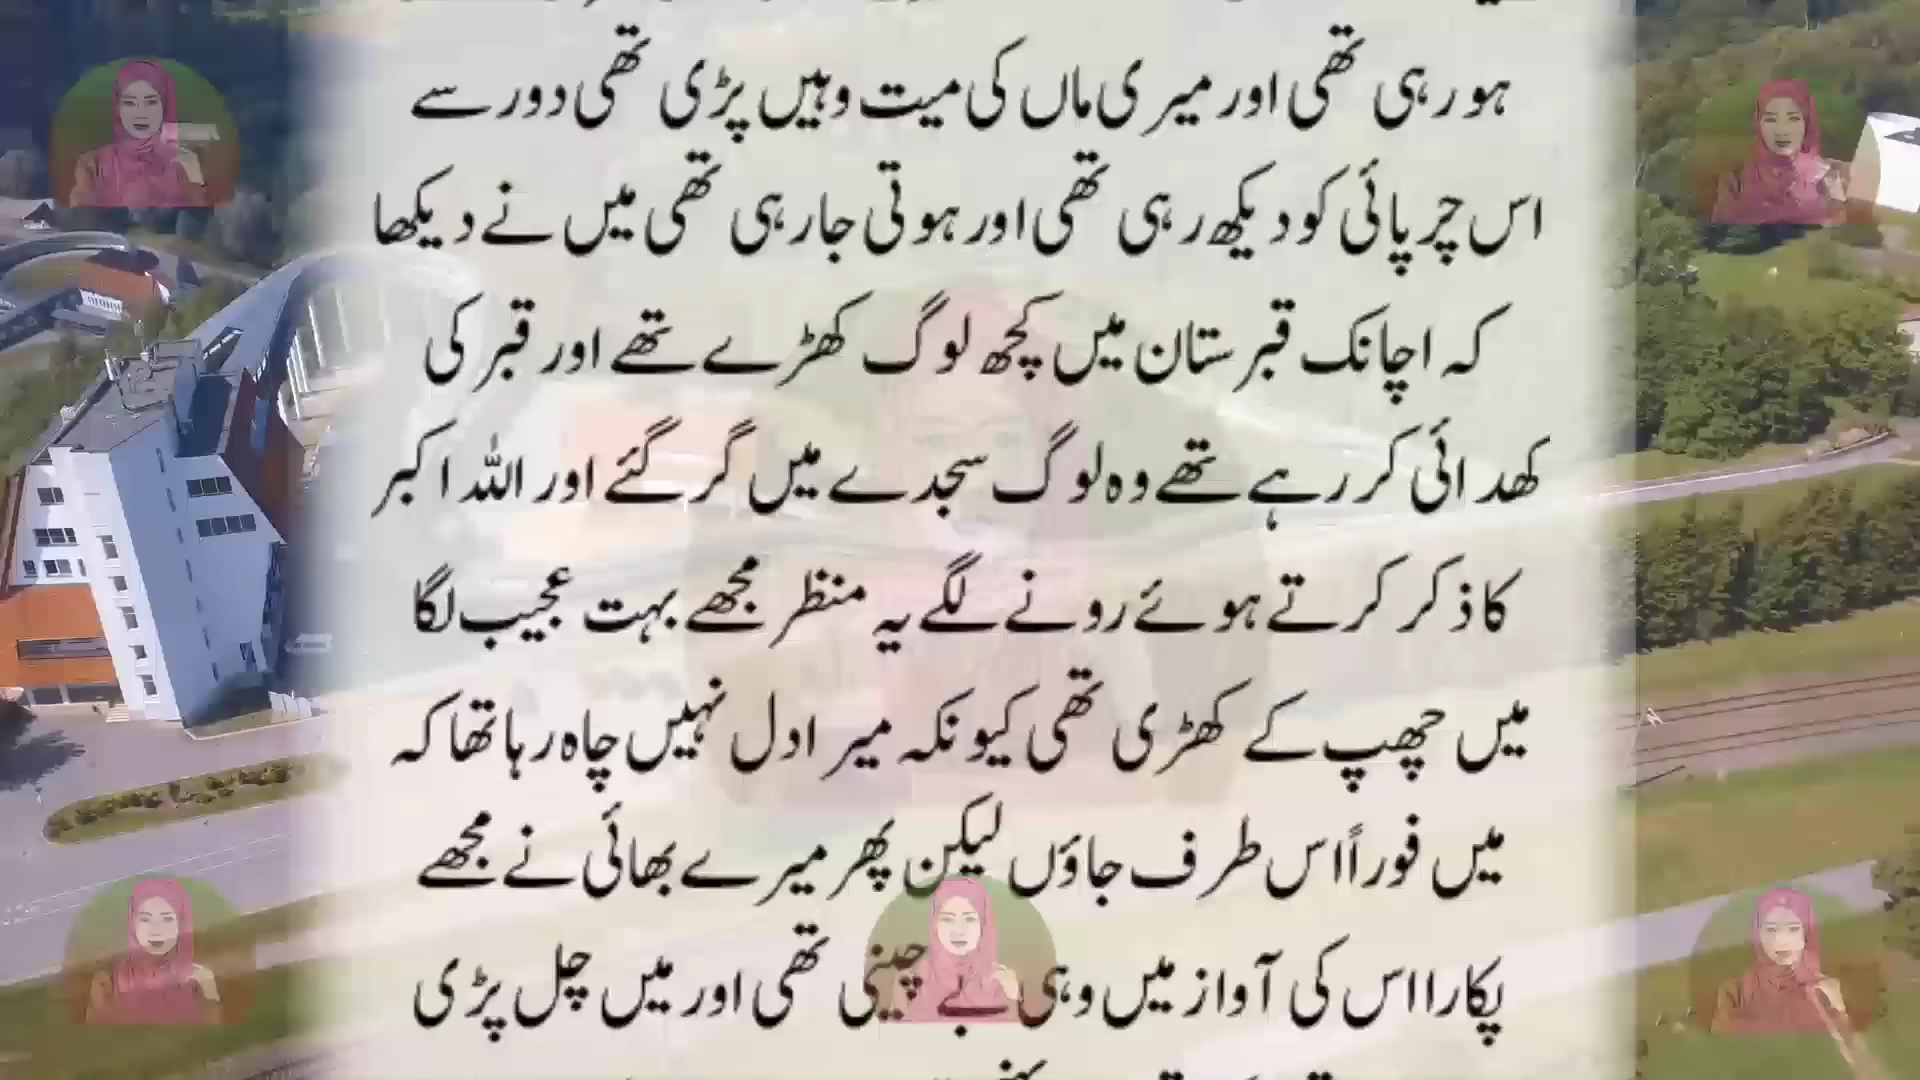 ہو رہی تھی اور میری ماں کی میت وہیں پڑی تھی دور سے
اس چرپائی کو دیکھ رہی تھی اور ہوتی جا رہی تھی میں نے دیکھا
کہ اچانک قبرستان میں کچھ لوگ کھڑے تھے اور قبر کی
کھدائی کر رہے تھے وہ لوگ سجدے میں گر گئے اور اللہ اکبر
کا ذکر کرتے ہوئے رونے لگے یہ منظر مجھے بہت عجیب لگا
میں چھپ کے کھڑی تھی کیونکہ میرا دل نہیں چاہ رہا تھا کہ
میں فوراً اس طرف جاؤں لیکن پھر میرے بھائی نے مجھے
پکارا اس کی آواز میں وہی بے چینی تھی اور میں چل پڑی